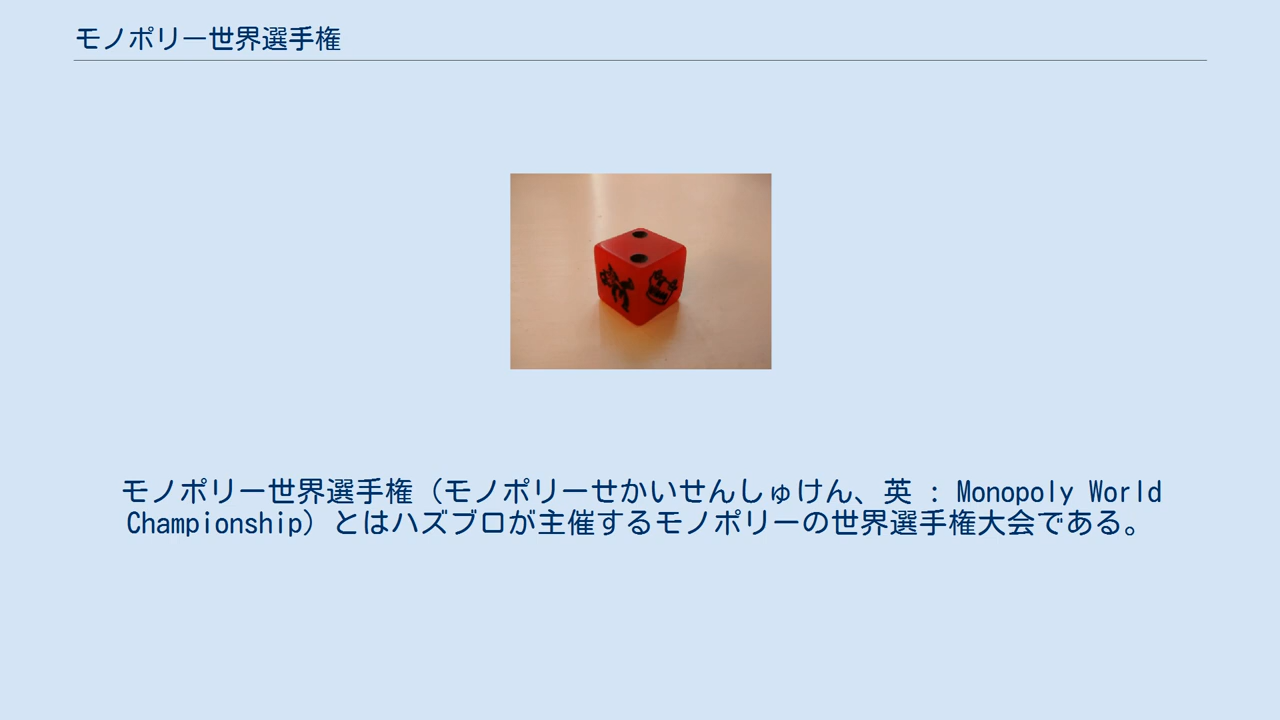 モノポリー世界選手権
モノポリー世界選手権（モノポリーせかいせんしゅけん、英 : Monopoly World
Championship）とはハズブロが主催するモノポリーの世界選手権大会である。